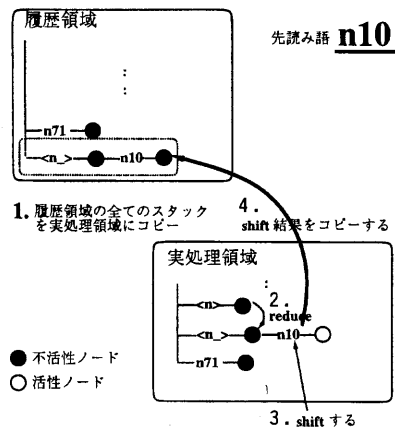 履歴領域
先読み語 n10
:
:
n71
<n_> n10
1. 履歴領域の全てのスタック
を実処理領域にコピー
4.
shift 結果をコピーする
実処理領域
:
<n>
2.
reduce
<n_> n10
n71
不活性ノード
活性ノード
3. shift する